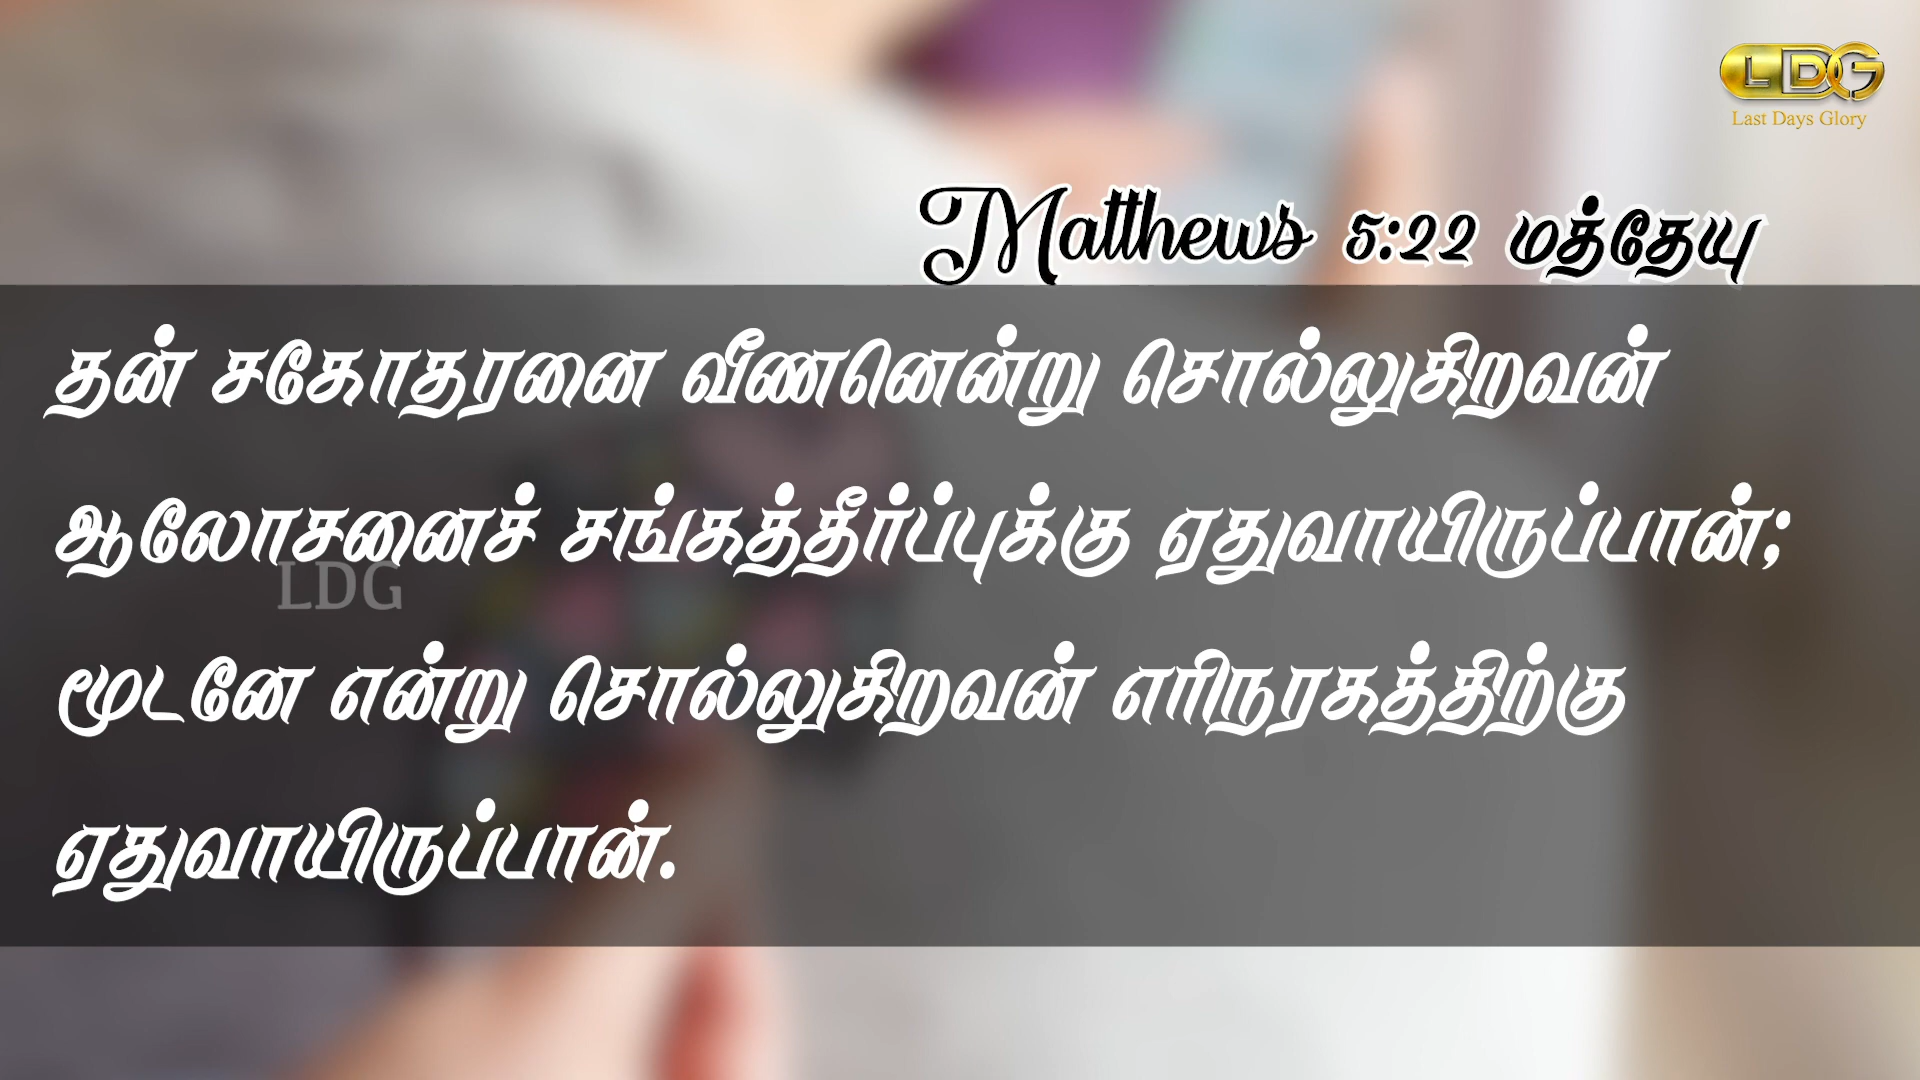 LDG
Last Days Glory
Matthews 5:22 மத்தேயு
தன் சகோதரனை வீணனென்று சொல்லுகிறவன்
ஆலோசனைச் சங்கத்தீர்ப்புக்கு ஏதுவாயிருப்பான்;
LDG
மூடனே என்று சொல்லுகிறவன் எரிநரகத்திற்கு
ஏதுவாயிருப்பான்.